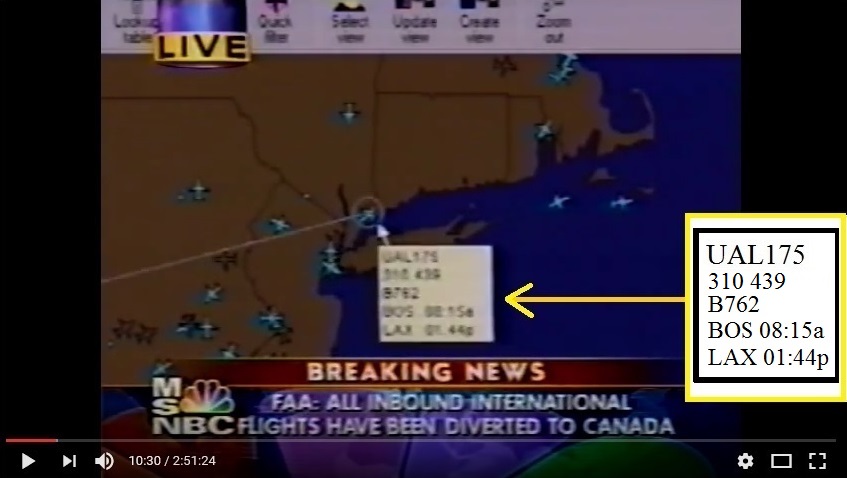 Lookup
table
Quick
filter
Select
view
Update
view
Create
view
Zoom
out
LIVE
UAL175
310 439
B762
BOS 08:15a
LAX 01:44p
UAL175
310 439
B762
BOS 08:15a
LAX 01:44p
BREAKING NEWS
MSNBC
FAA: ALL INBOUND INTERNATIONAL
FLIGHTS HAVE BEEN DIVERTED TO CANADA
10:30 / 2:51:24